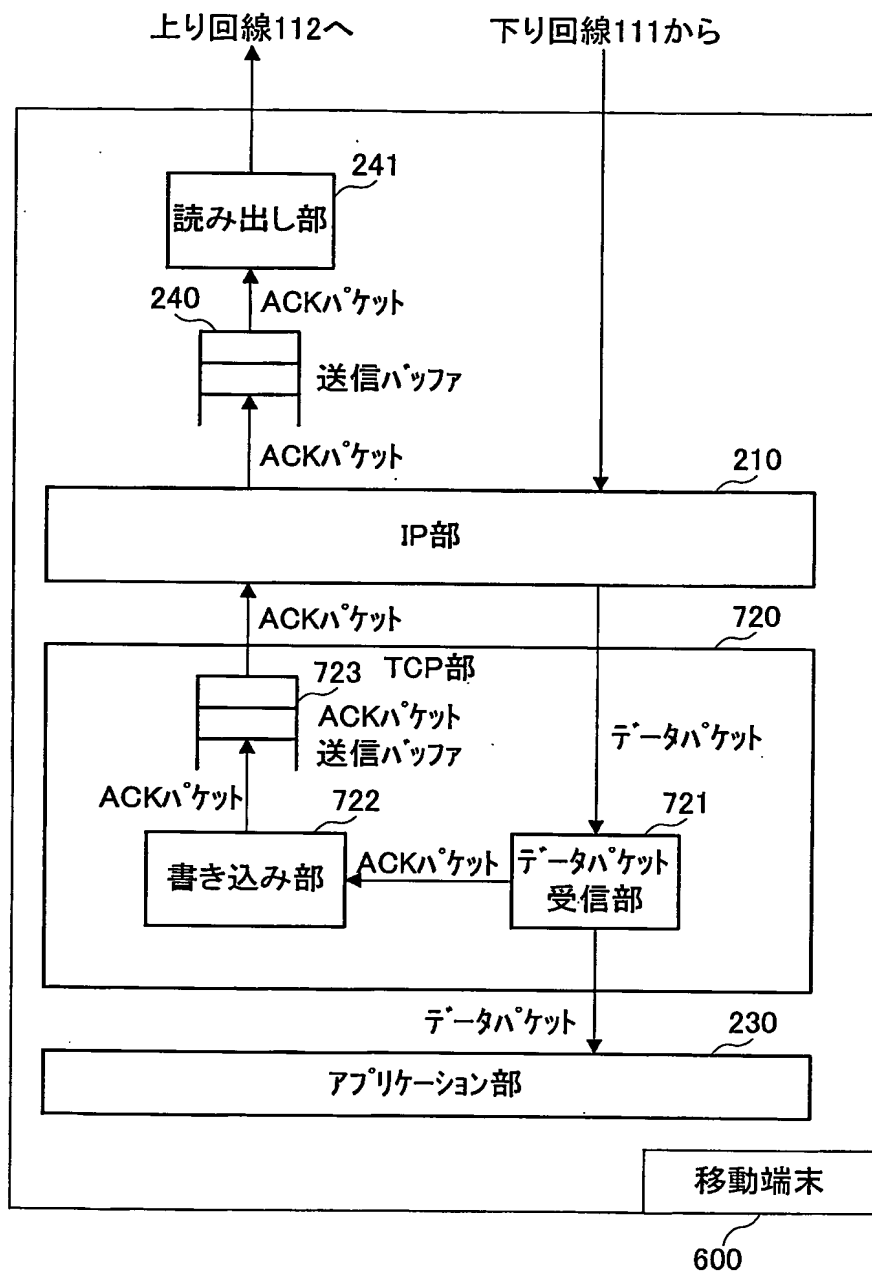 上り回線112へ
下り回線111から
241
読み出し部
240
ACKパケット
送信バッファ
ACKパケット
210
IP部
ACKパケット
720
TCP部
723
ACKパケット
送信バッファ
データパケット
ACKパケット
722
721
書き込み部
ACKパケット
データパケット
受信部
データパケット
230
アプリケーション部
移動端末
600